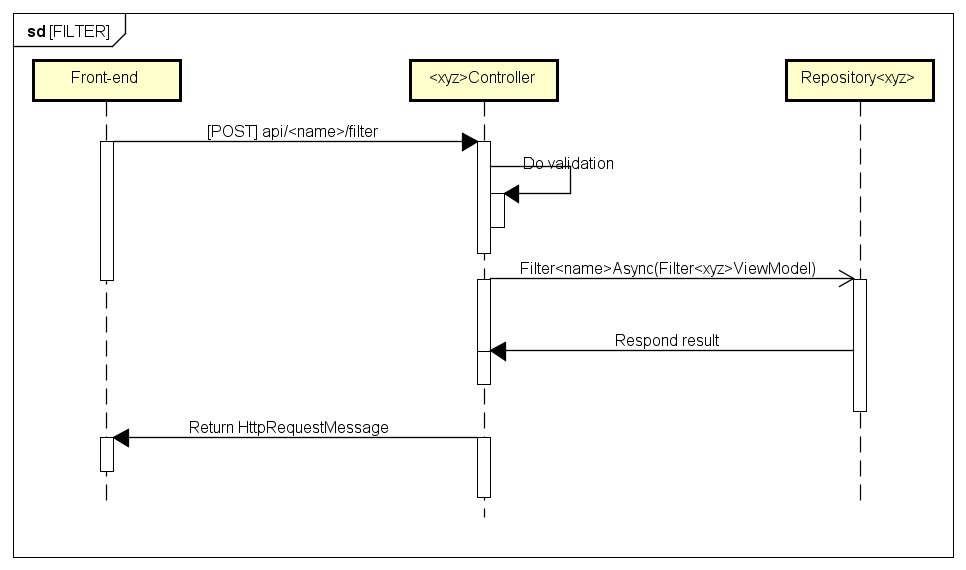 sd [FILTER]
Front-end
<xyz>Controller
Repository<xyz>
[POST] api/<name>/filter
Do validation
Filter<name>Async(Filter<xyz>ViewModel)
Respond result
Return HttpRequestMessage